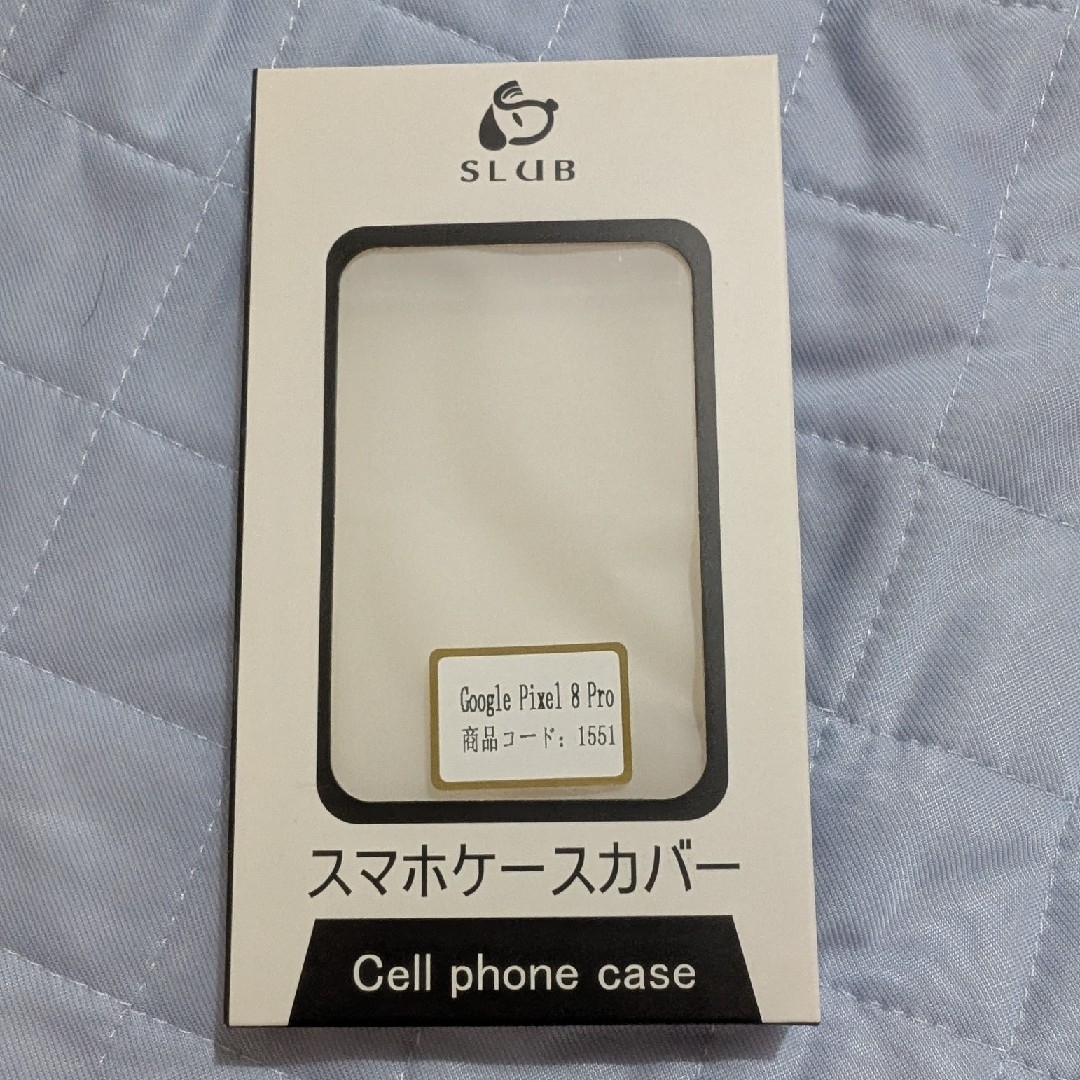 SLUB
Google Pixel 8 Pro
商品コード: 1551
スマホケースカバー
Cell phone case